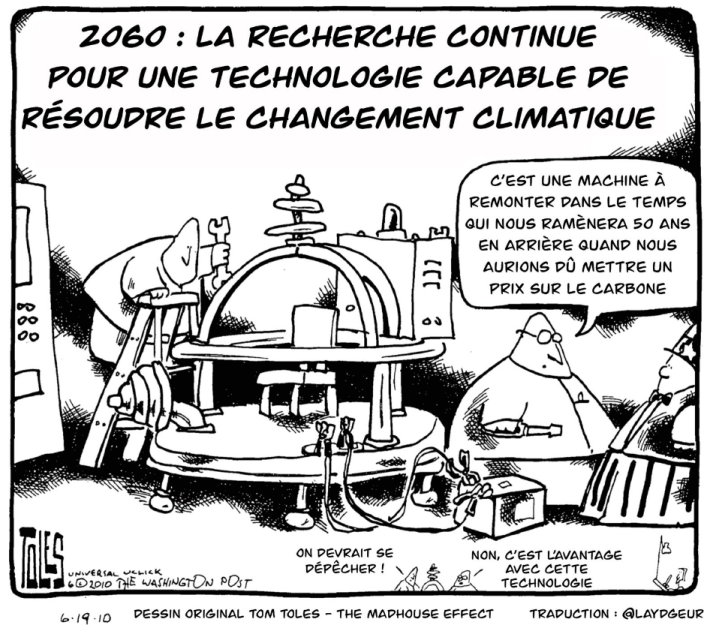 2060 : LA RECHERCHE CONTINUE
POUR UNE TECHNOLOGIE CAPABLE DE
RÉSOUDRE LE CHANGEMENT CLIMATIQUE
C'EST UNE MACHINE À
REMONTER DANS LE TEMPS
QUI NOUS RAMÈNERA 50 ANS
EN ARRIÈRE QUAND NOUS
AURIONS DÛ METTRE UN
PRIX SUR LE CARBONE
ON DEVRAIT SE
DÉPÊCHER !
NON, C'EST L'AVANTAGE
AVEC CETTE
TECHNOLOGIE
TOLES
UNIVERSAL UCLICK
©2010 THE WASHINGTON POST
6-19-10
DESSIN ORIGINAL TOM TOLES - THE MADHOUSE EFFECT
TRADUCTION : @LAYDGEUR